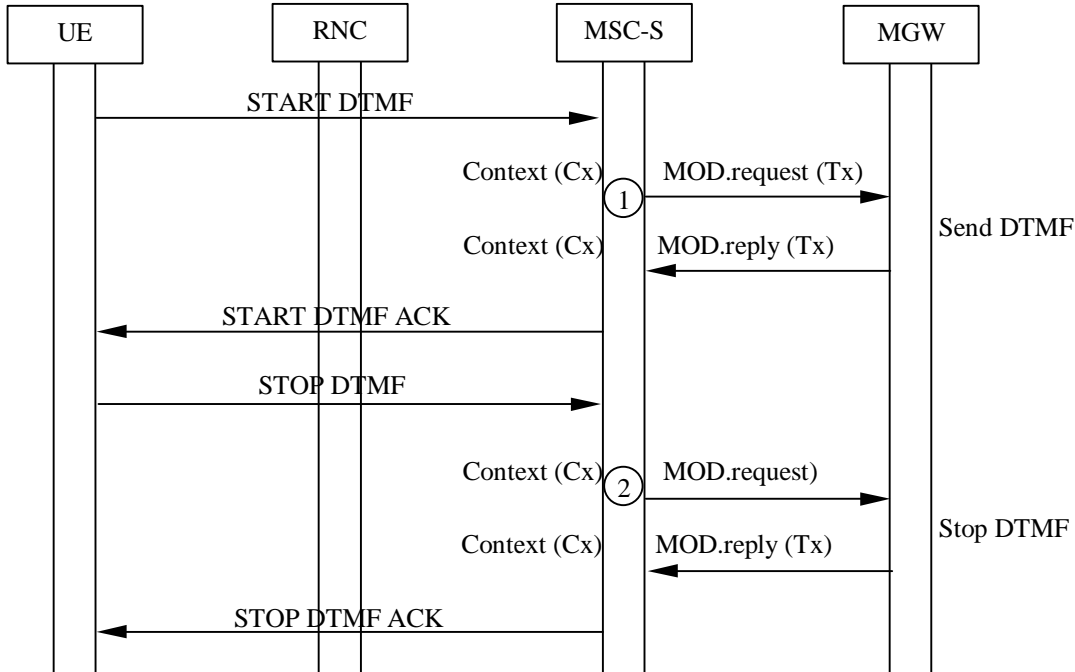 UE
RNC
MSC-S
MGW
START DTMF
Context (Cx)
MOD.request (Tx)
1
Send DTMF
Context (Cx)
MOD.reply (Tx)
START DTMF ACK
STOP DTMF
Context (Cx)
MOD.request)
2
Stop DTMF
Context (Cx)
MOD.reply (Tx)
STOP DTMF ACK